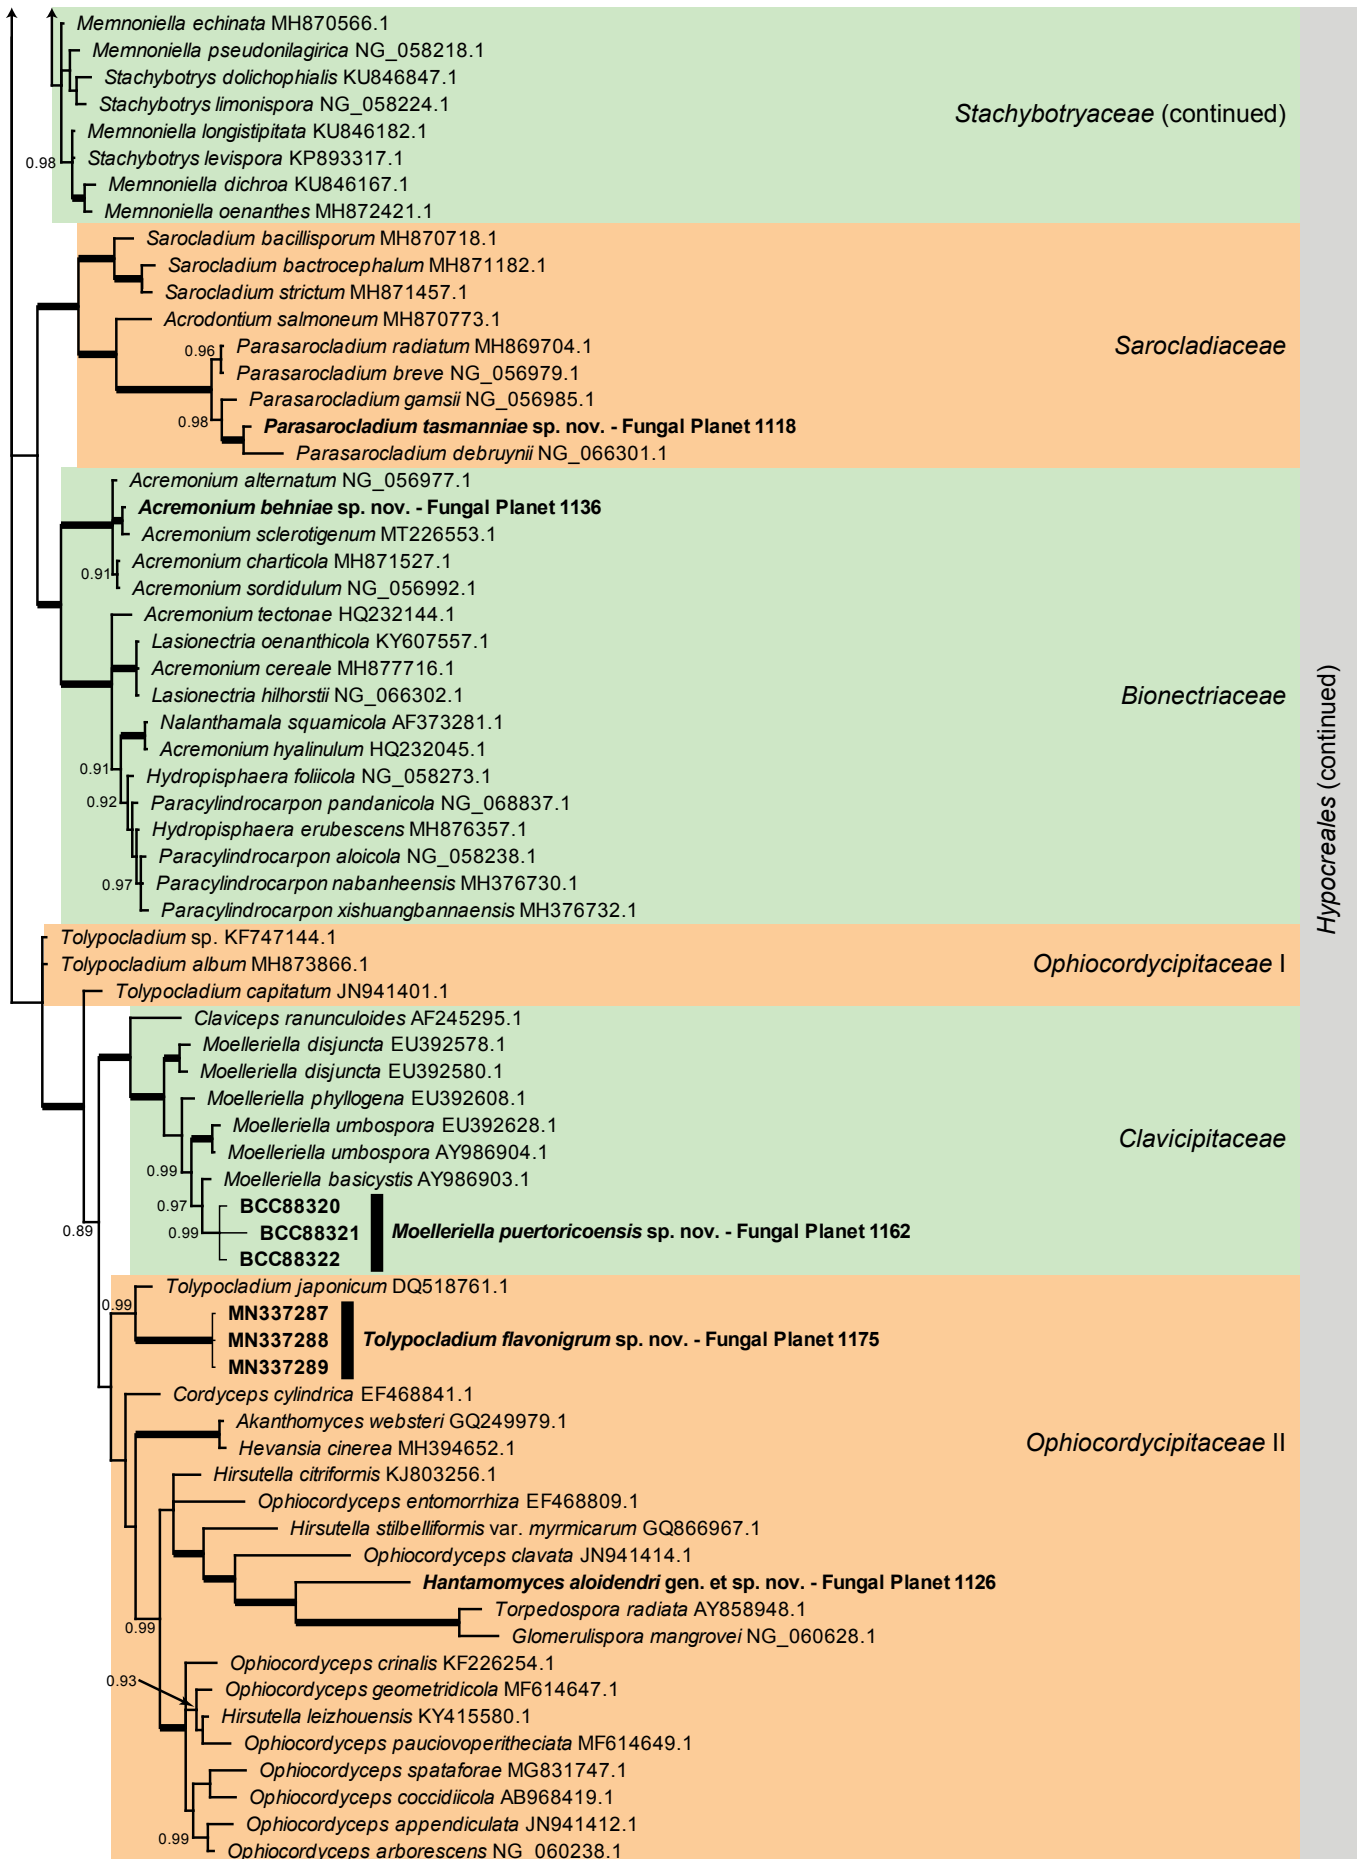 Memnoniella echinata MH870566.1
Memnoniella pseudonilagirica NG_058218.1
Stachybotrys dolichophialis KU846847.1
Stachybotrys limonispora NG_058224.1
Stachybotryaceae (continued)
Memnoniella longistipitata KU846182.1
Stachybotrys levispora KP893317.1
0.98
Memnoniella dichroa KU846167.1
Memnoniella oenanthes MH872421.1
Sarocladium bacillisporum MH870718.1
Sarocladium bactrocephalum MH871182.1
Sarocladium strictum MH871457.1
Acrodontium salmoneum MH870773.1
0.96
Parasarocladium radiatum MH869704.1
Sarocladiaceae
Parasarocladium breve NG_056979.1
Parasarocladium gamsii NG_056985.1
0.98
Parasarocladium tasmanniae sp. nov. - Fungal Planet 1118
Parasarocladium debruynii NG_066301.1
Acremonium alternatum NG_056977.1
Acremonium behniae sp. nov. - Fungal Planet 1136
Acremonium sclerotigenum MT226553.1
Acremonium charticola MH871527.1
0.91
Acremonium sordidulum NG_056992.1
Acremonium tectonae HQ232144.1
Lasionectria oenanthicola KY607557.1
Acremonium cereale MH877716.1
Lasionectria hilhorstii NG_066302.1
Bionectriaceae
Nalanthamala squamicola AF373281.1
Acremonium hyalinulum HQ232045.1
0.91
Hydropisphaera foliicola NG_058273.1
0.92
Paracylindrocarpon pandanicola NG_068837.1
Hydropisphaera erubescens MH876357.1
Paracylindrocarpon aloicola NG_058238.1
0.97
Paracylindrocarpon nabanheensis MH376730.1
Paracylindrocarpon xishuangbannaensis MH376732.1
Hypocreales (continued)
Tolypocladium sp. KF747144.1
Tolypocladium album MH873866.1
Ophiocordycipitaceae I
Tolypocladium capitatum JN941401.1
Claviceps ranunculoides AF245295.1
Moelleriella disjuncta EU392578.1
Moelleriella disjuncta EU392580.1
Moelleriella phyllogena EU392608.1
Moelleriella umbospora EU392628.1
Clavicipitaceae
Moelleriella umbospora AY986904.1
0.99
Moelleriella basicystis AY986903.1
0.97
BCC88320
0.99
BCC88321
Moelleriella puertoricoensis sp. nov. - Fungal Planet 1162
0.89
BCC88322
Tolypocladium japonicum DQ518761.1
0.99
MN337287
MN337288
Tolypocladium flavonigrum sp. nov. - Fungal Planet 1175
MN337289
Cordyceps cylindrica EF468841.1
Akanthomyces websteri GQ249979.1
Hevansia cinerea MH394652.1
Ophiocordycipitaceae II
Hirsutella citriformis KJ803256.1
Ophiocordyceps entomorrhiza EF468809.1
Hirsutella stilbelliformis var. myrmicarum GQ866967.1
Ophiocordyceps clavata JN941414.1
Hantamomyces aloidendri gen. et sp. nov. - Fungal Planet 1126
Torpedospora radiata AY858948.1
0.99
Glomerulispora mangrovei NG_060628.1
Ophiocordyceps crinalis KF226254.1
0.93
Ophiocordyceps geometridicola MF614647.1
Hirsutella leizhouensis KY415580.1
Ophiocordyceps pauciovoperitheciata MF614649.1
Ophiocordyceps spataforae MG831747.1
Ophiocordyceps coccidiicola AB968419.1
Ophiocordyceps appendiculata JN941412.1
0.99
Ophiocordyceps arborescens NG_060238.1